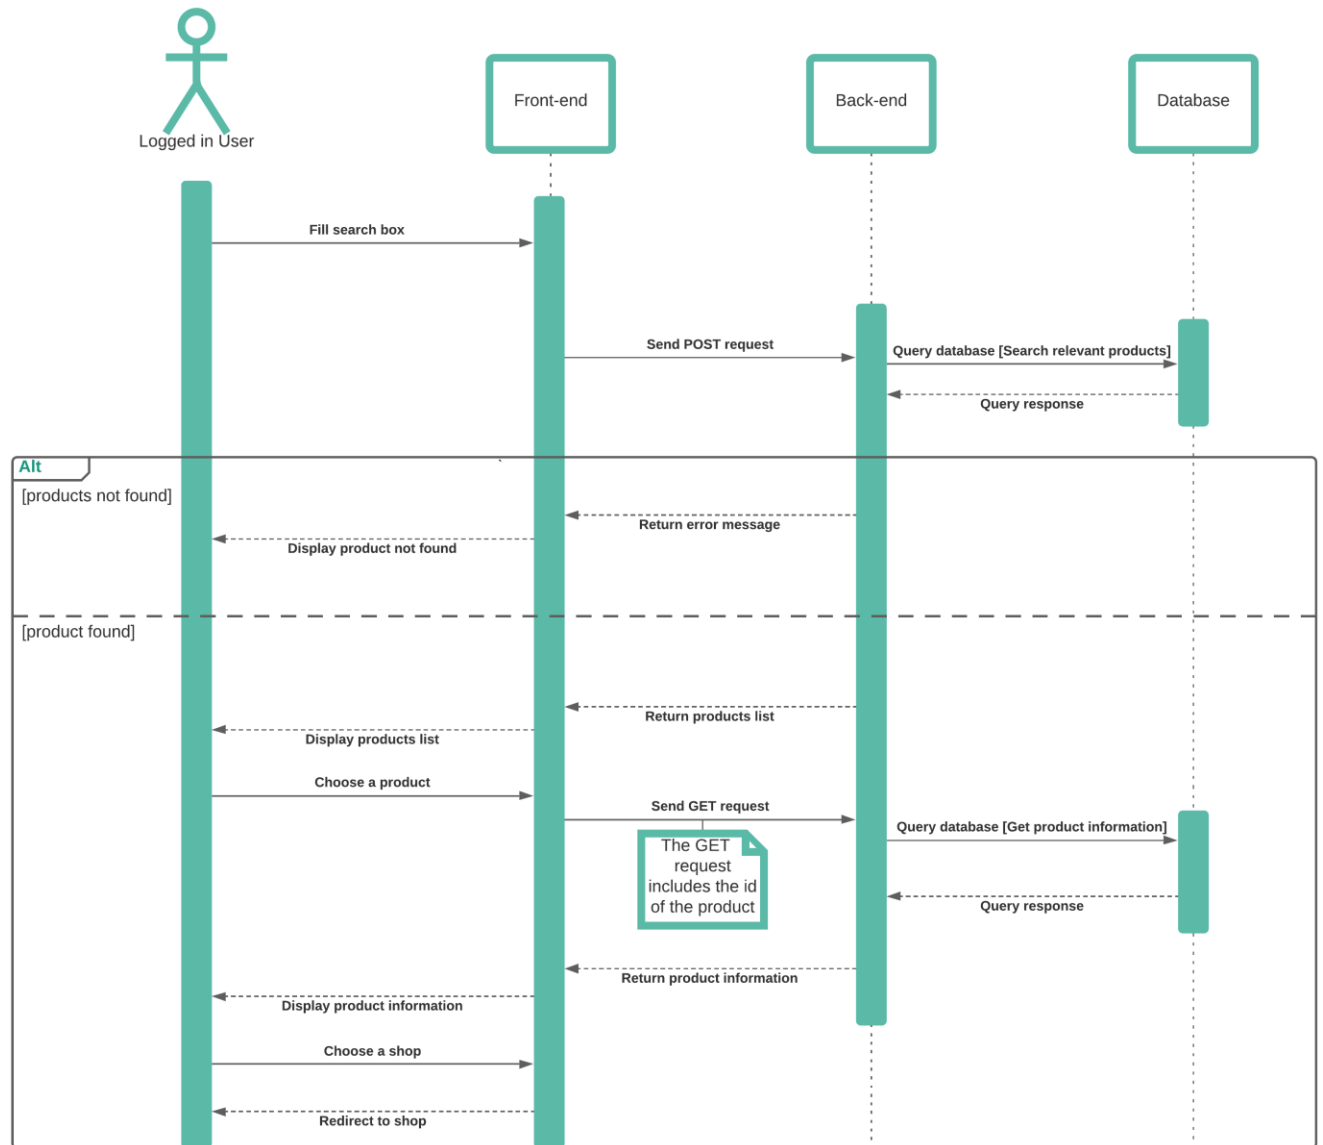 Logged in User
Front-end
Back-end
Database
Fill search box
Send POST request
Query database [Search relevant products]
Query response
Alt
[products not found]
Return error message
Display product not found
[product found]
Return products list
Display products list
Choose a product
Send GET request
Query database [Get product information]
The GET
request
includes the id
of the product
Query response
Return product information
Display product information
Choose a shop
Redirect to shop